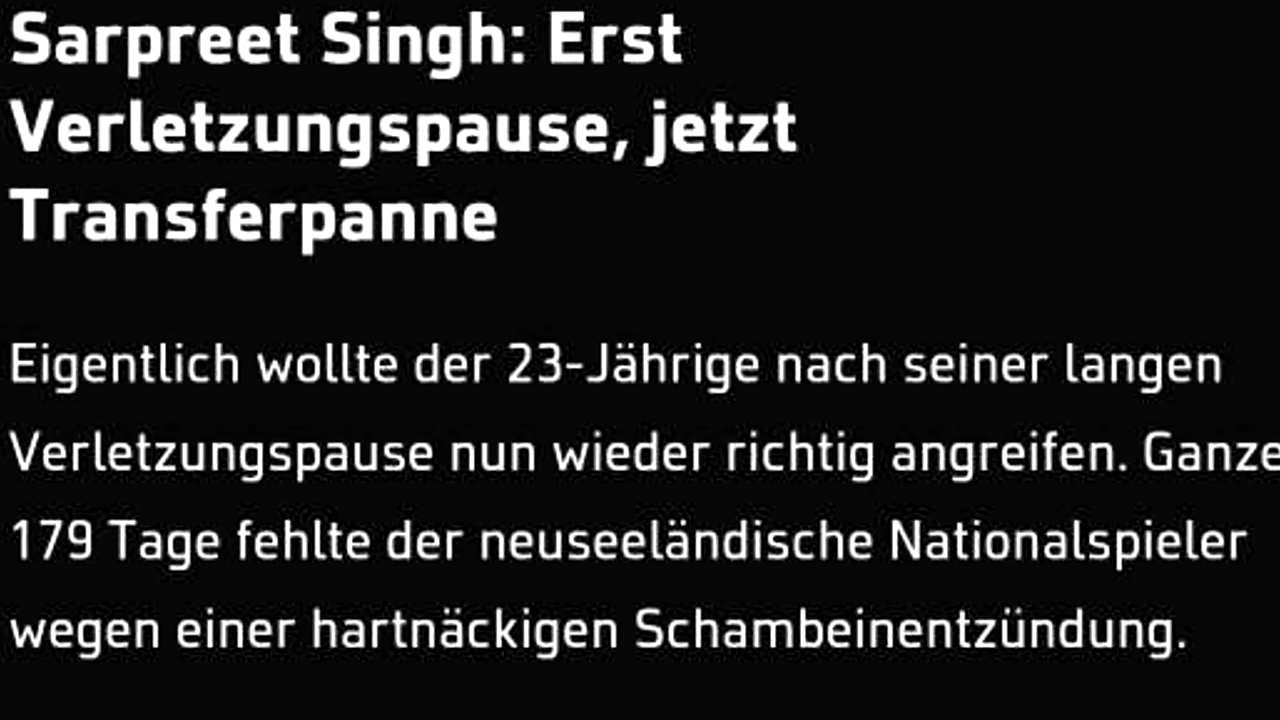 Sarpreet Singh: Erst
Verletzungspause, jetzt
Transferpanne
Eigentlich wollte der 23-Jährige nach seiner langen
Verletzungspause nun wieder richtig angreifen. Ganze
179 Tage fehlte der neuseeländische Nationalspieler
wegen einer hartnäckigen Schambeinentzündung.